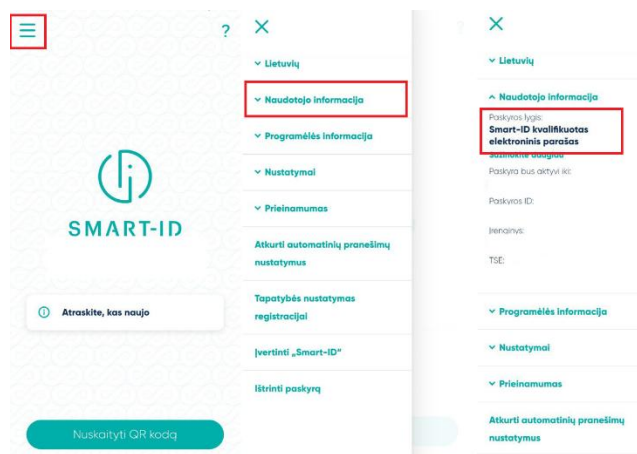 ?
SMART-ID
Atraskite, kas naujo
Nuskaityti QR kodą
Lietuvių
Naudotojo informacija
Programėlės informacija
Nustatymai
Prieinamumas
Atkurti automatinių pranešimų
nustatymus
Tapatybės nustatymas
registracijai
Įvertinti „Smart-ID“
Ištrinti paskyrą
?
Lietuvių
Naudotojo informacija
Paskyros lygis:
Smart-ID kvalifikuotas
elektroninis parašas
Sužinokite daugiau
Paskyra bus aktyvi iki:
Paskyros ID:
Įrenginys:
TSE:
Programėlės informacija
Nustatymai
Prieinamumas
Atkurti automatinių pranešimų
nustatymus